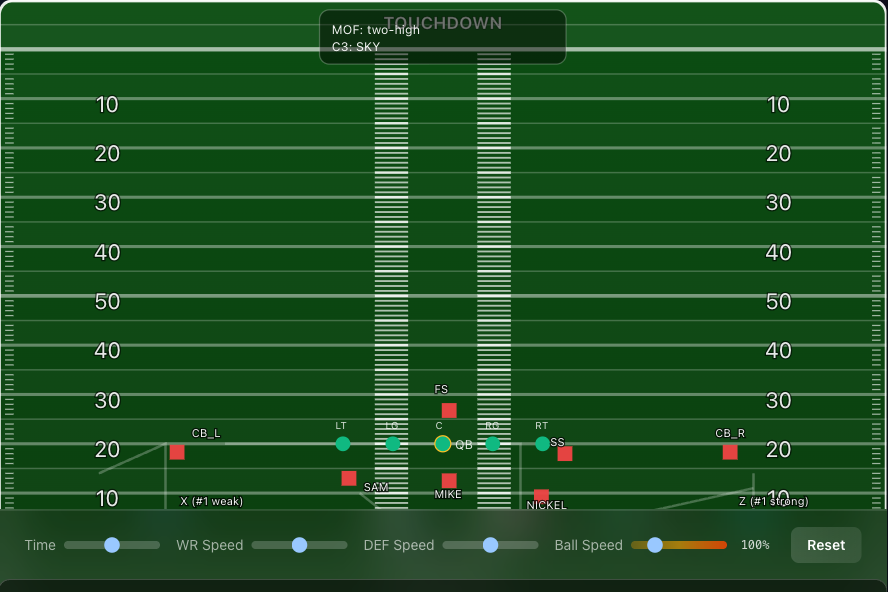 TOUCHDOWN
MOF: two-high
C3: SKY
10 10
20 20
30 30
40 40
50 50
40 40
30 30
FS
LT LG C RG RT
CB_L CB_R
QB SS
20 20
SAM
MIKE
10 10
X (#1 weak) Z (#1 strong)
NICKEL
Time WR Speed DEF Speed Ball Speed 100% Reset